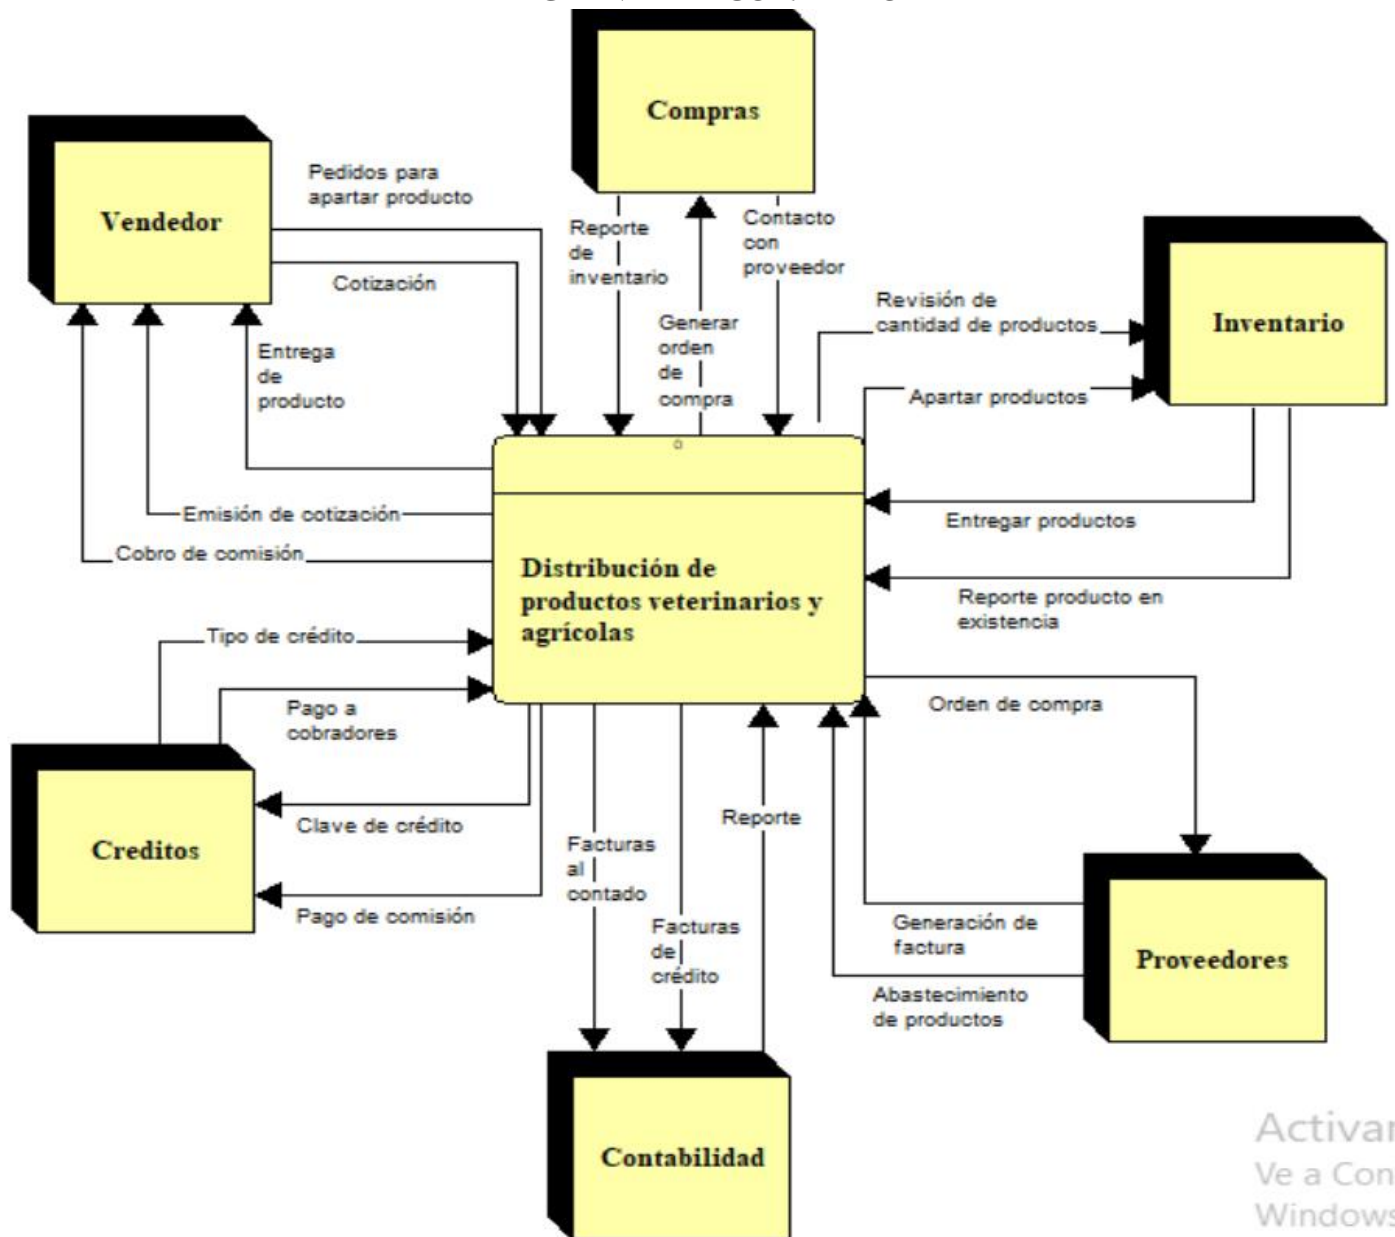 Compras
Vendedor
Pedidos para
apartar producto
Cotización
Reporte
de
inventario
Generar
orden
de
compra
Contacto
con
proveedor
Revisión de
cantidad de productos
Inventario
Apartar productos
Entrega
de
producto
Emisión de cotización
Cobro de comisión
0
Distribución de
productos veterinarios y
agrícolas
Entregar productos
Reporte producto en
existencia
Tipo de crédito
Pago a
cobradores
Creditos
Clave de crédito
Pago de comisión
Facturas
al
contado
Facturas
de
crédito
Reporte
Orden de compra
Generación de
factura
Abastecimiento
de productos
Proveedores
Contabilidad
Activar
Ve a Con
Windows